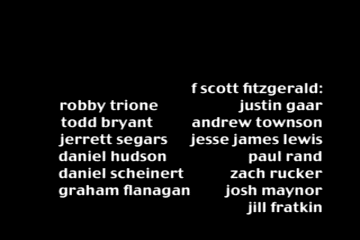 f scott fitzgerald:
robby trione justin gaar
todd bryant andrew townson
jerrett segars jesse james lewis
daniel hudson paul rand
daniel scheinert zach rucker
graham flanagan josh maynor
jill fratkin